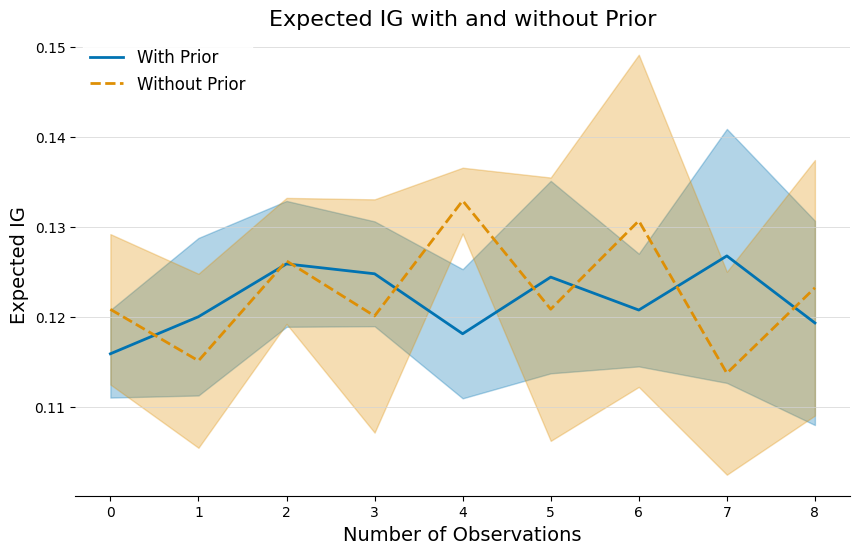 Expected IG with and without Prior
With Prior
Without Prior
Expected IG
0.15
0.14
0.13
0.12
0.11
0 1 2 3 4 5 6 7 8
Number of Observations